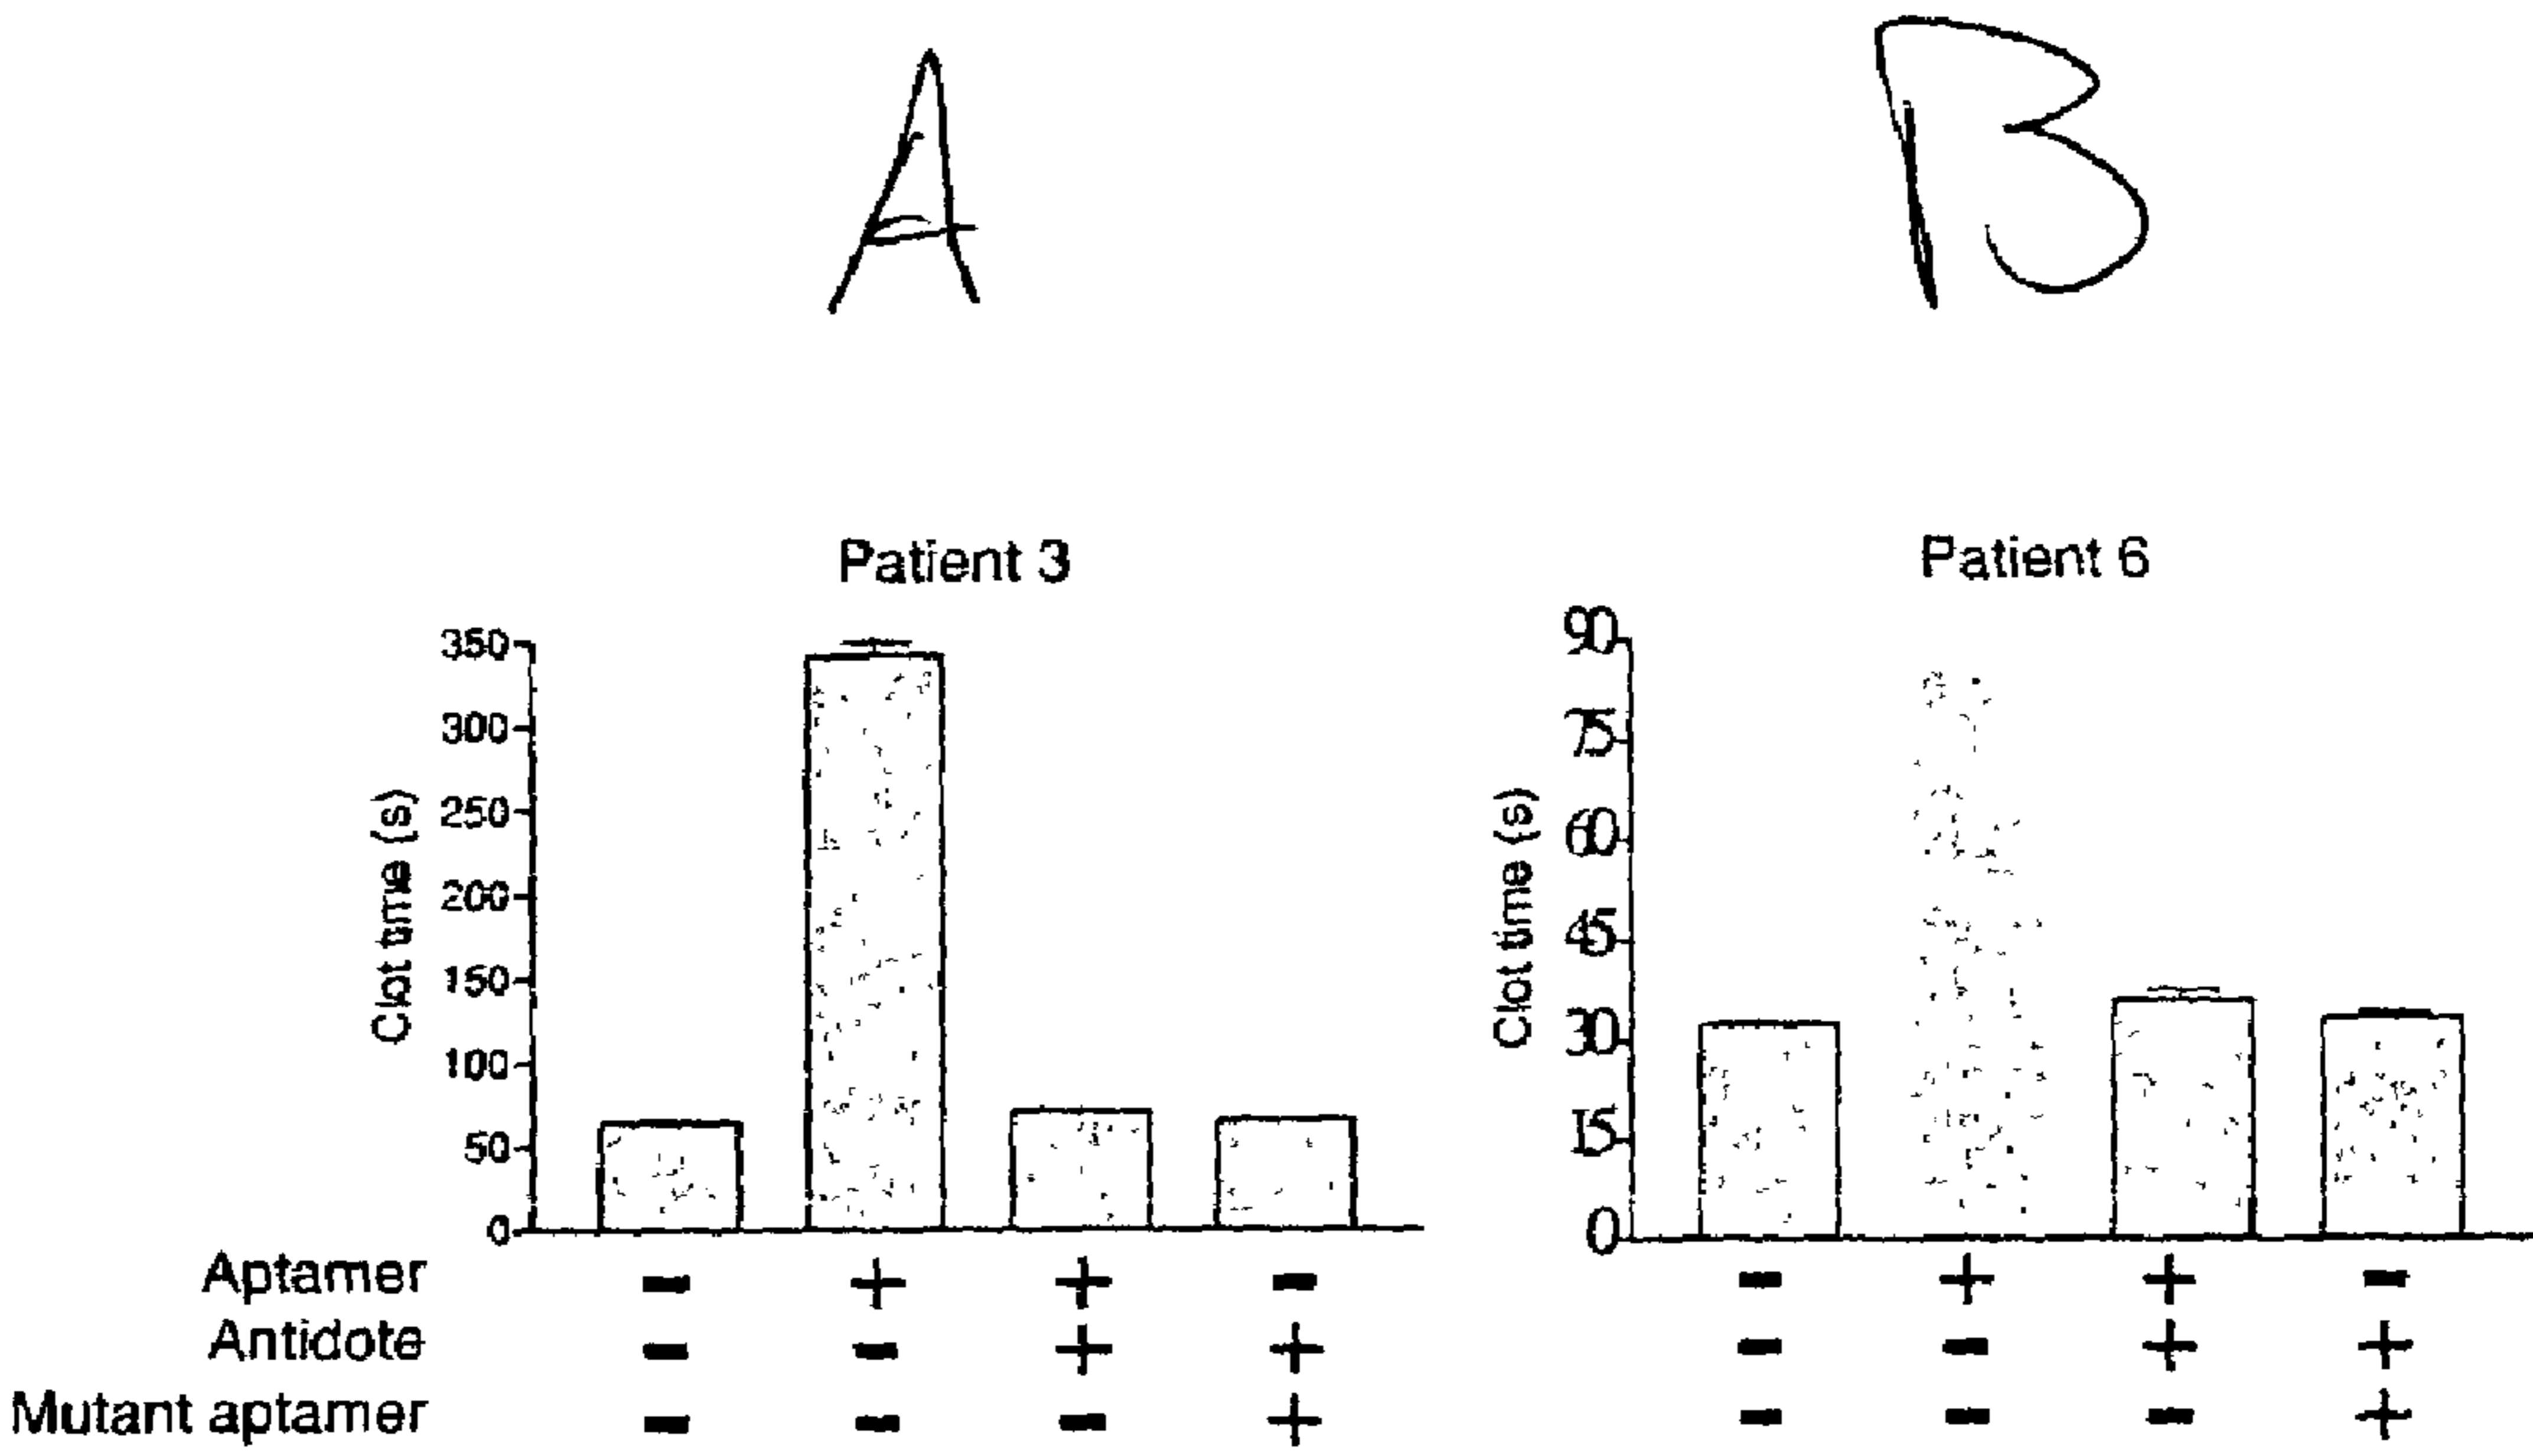 A
B
Patient 3
Patient 6
350
300
250
200
150
100
50
0
Clot time (s)
90
75
60
45
30
15
0
Clot time (s)
Aptamer - + + - - + + -
Antidote - - + + - - + +
Mutant aptamer - - - + - - - +